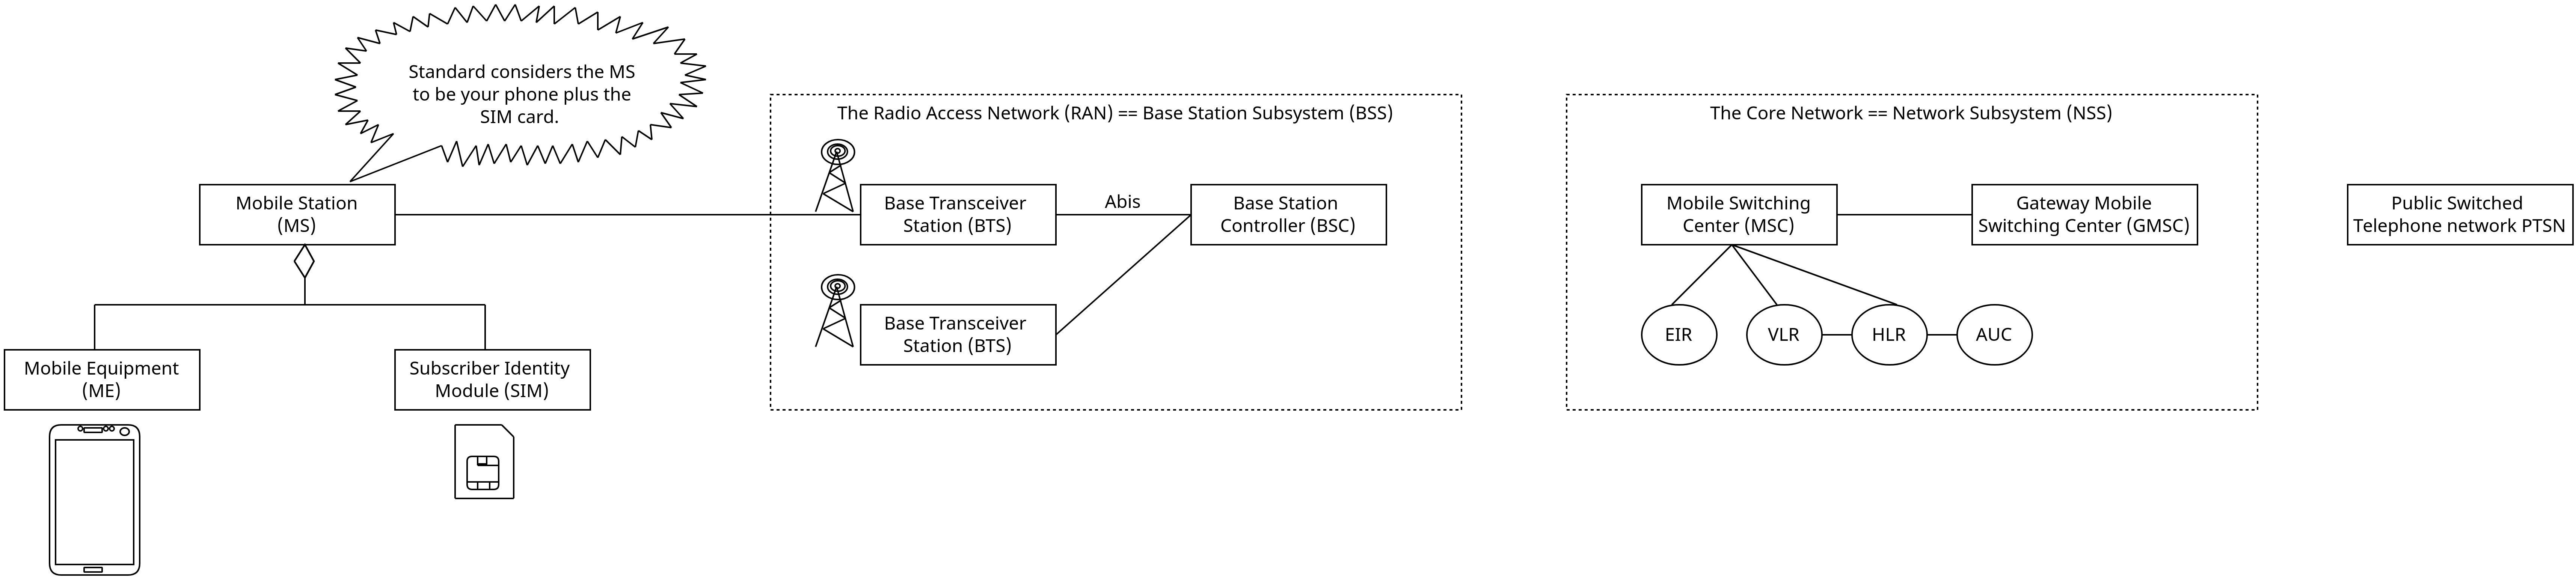 Standard considers the MS
to be your phone plus the
SIM card.
Mobile Station
(MS)
Mobile Equipment
(ME)
Subscriber Identity
Module (SIM)
The Radio Access Network (RAN) == Base Station Subsystem (BSS)
Base Transceiver
Station (BTS)
Abis
Base Station
Controller (BSC)
Base Transceiver
Station (BTS)
The Core Network == Network Subsystem (NSS)
Mobile Switching
Center (MSC)
Gateway Mobile
Switching Center (GMSC)
EIR
VLR
HLR
AUC
Public Switched
Telephone network PTSN